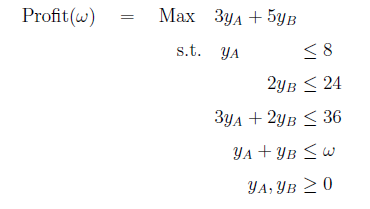 Profit(ω) = Max 3y_A + 5y_B
s.t. y_A ≤ 8
2y_B ≤ 24
3y_A + 2y_B ≤ 36
y_A + y_B ≤ ω
y_A, y_B ≥ 0